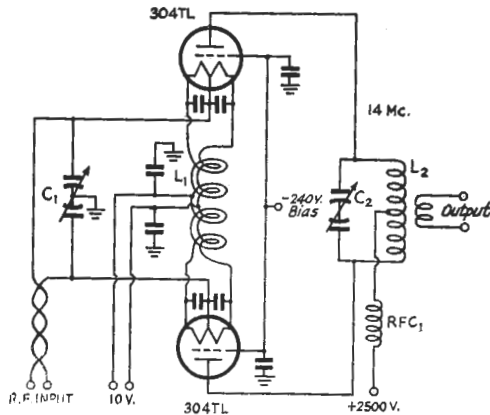 304TL
14 Mc.
L1
C1
-240V.
Bias
C2
L2
Output
RFC1
R.F. INPUT
10 V.
304TL
+2500 V.